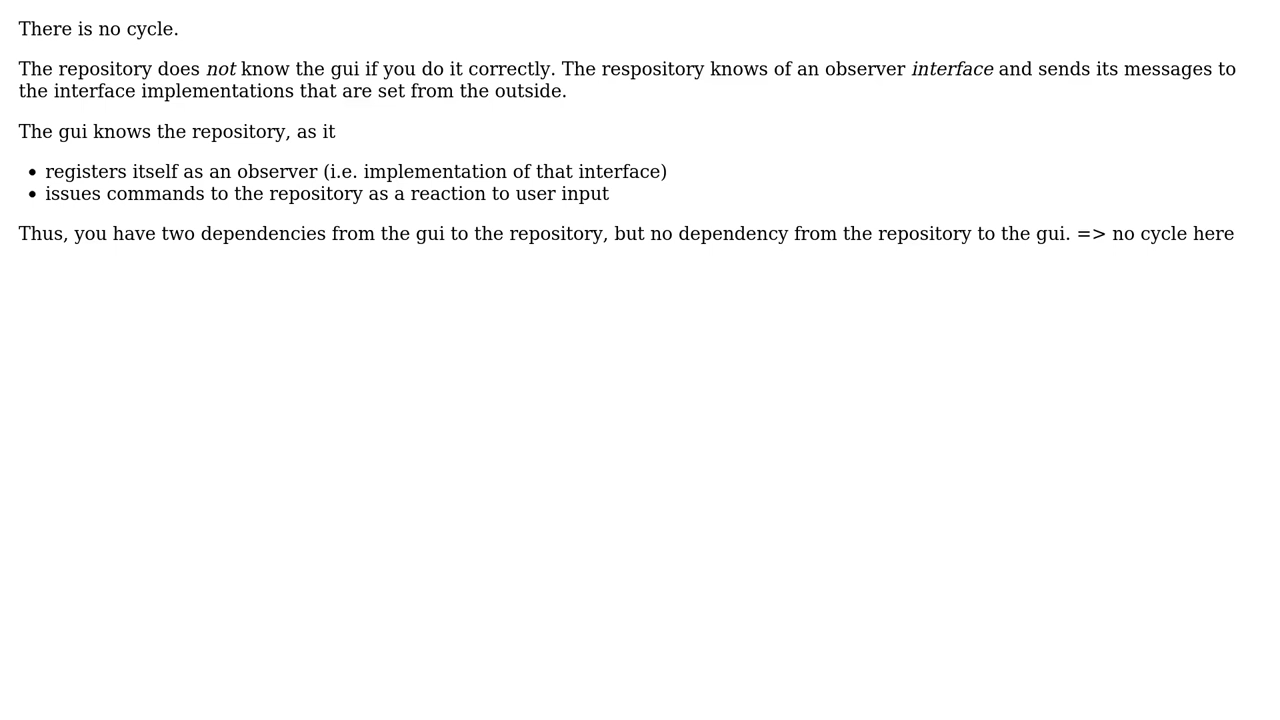 There is no cycle.
The repository does not know the gui if you do it correctly. The respository knows of an observer interface and sends its messages to
the interface implementations that are set from the outside.
The gui knows the repository, as it
• registers itself as an observer (i.e. implementation of that interface)
• issues commands to the repository as a reaction to user input
Thus, you have two dependencies from the gui to the repository, but no dependency from the repository to the gui. => no cycle here